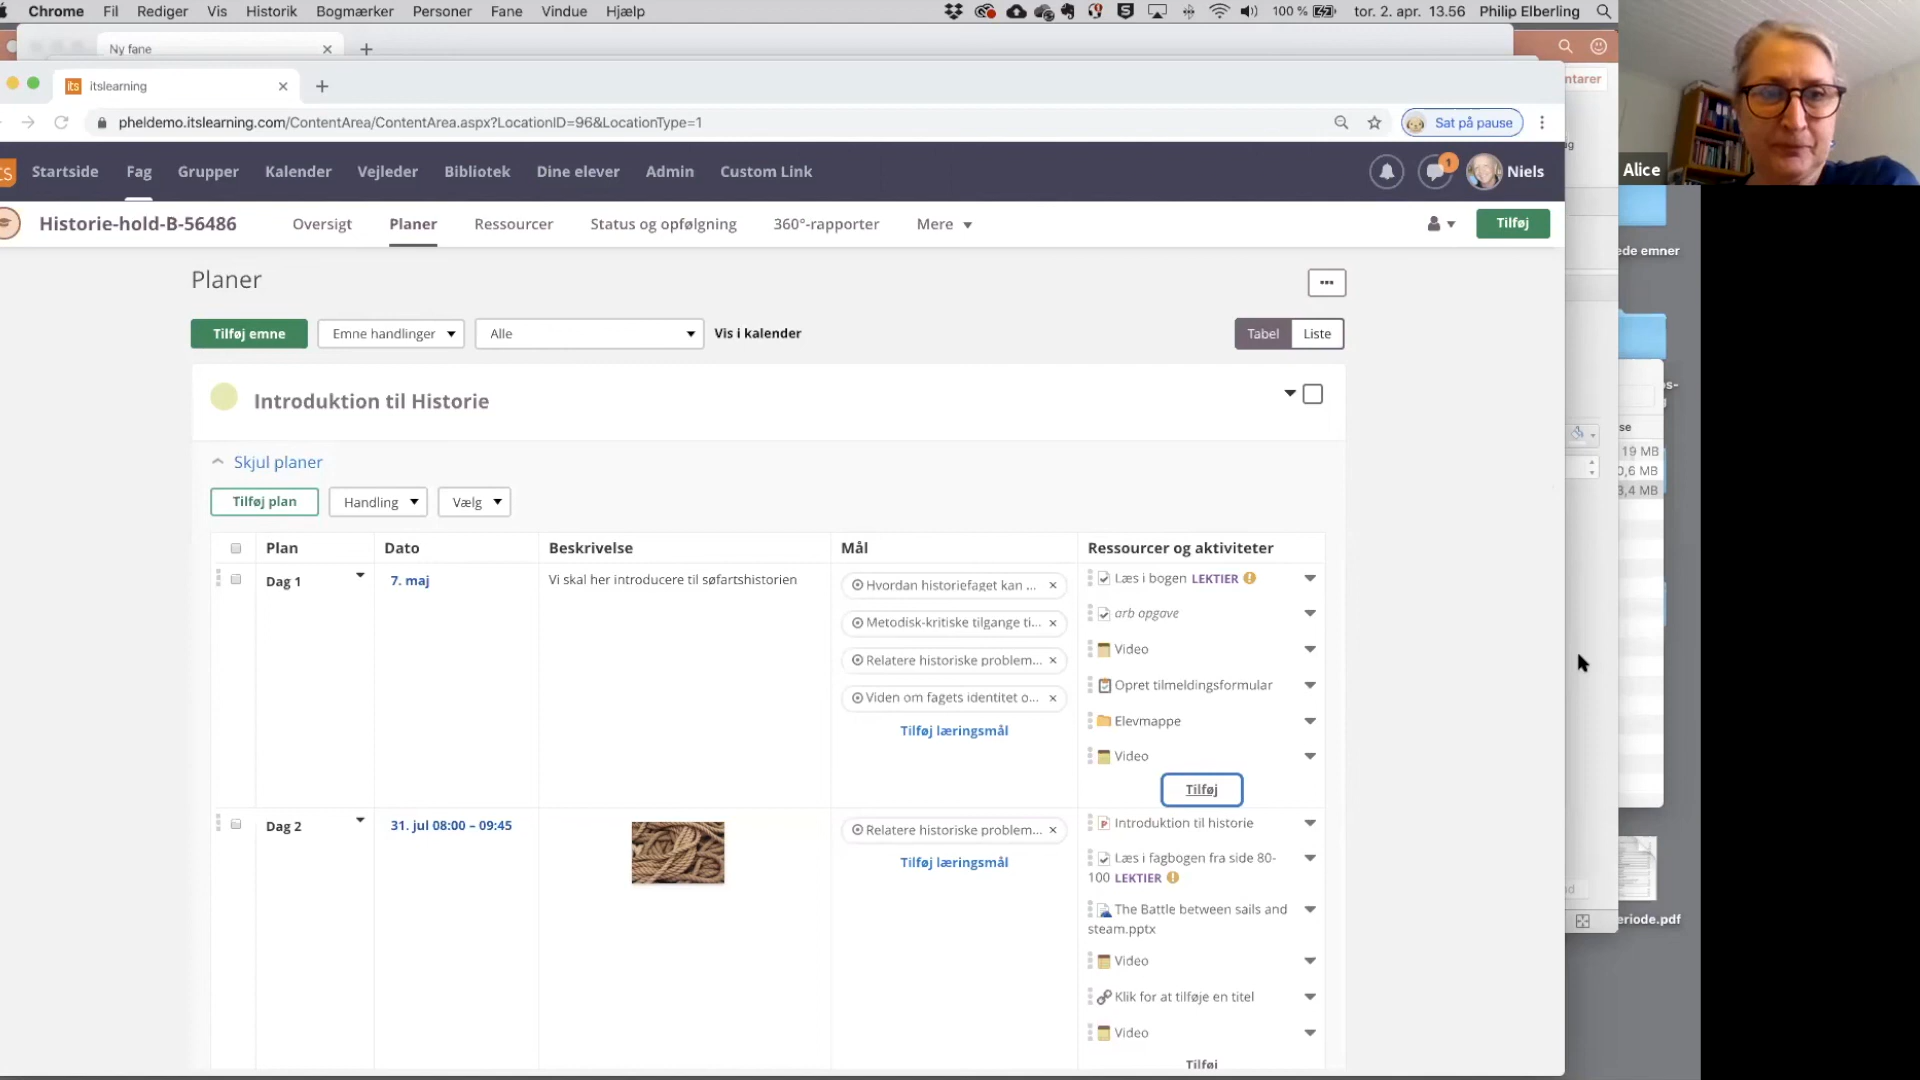 Chrome Fil Rediger Vis Historik Bogmærker Personer Fane Vindue Hjælp 100 % tor. 2. apr. 13.56 Philip Elberling
Ny fane
ntarer
itslearning
pheldemo.itslearning.com/ContentArea/ContentArea.aspx?LocationID=96&LocationType=1 Sat på pause
Startside Fag Grupper Kalender Vejleder Bibliotek Dine elever Admin Custom Link 1 Niels
Alice
Historie-hold-B-56486 Oversigt Planer Ressourcer Status og opfølgning 360°-rapporter Mere Tilføj
ede emner
Planer
Tilføj emne Emne handlinger Alle Vis i kalender Tabel Liste
Introduktion til Historie
se
19 MB
0,6 MB
3,4 MB
Skjul planer
Tilføj plan Handling Vælg
Plan Dato Beskrivelse Mål Ressourcer og aktiviteter
Dag 1 7. maj Vi skal her introducere til søfartshistorien
Hvordan historiefaget kan ...
Metodisk-kritiske tilgange ti...
Relatere historiske problem...
Viden om fagets identitet o...
Tilføj læringsmål
Læs i bogen LEKTIER
arb opgave
Video
Opret tilmeldingsformular
Elevmappe
Video
Tilføj
Dag 2 31. jul 08:00 – 09:45
Relatere historiske problem...
Tilføj læringsmål
Introduktion til historie
Læs i fagbogen fra side 80-
100 LEKTIER
The Battle between sails and
steam.pptx
Video
Klik for at tilføje en titel
Video
Tilføj
eriode.pdf